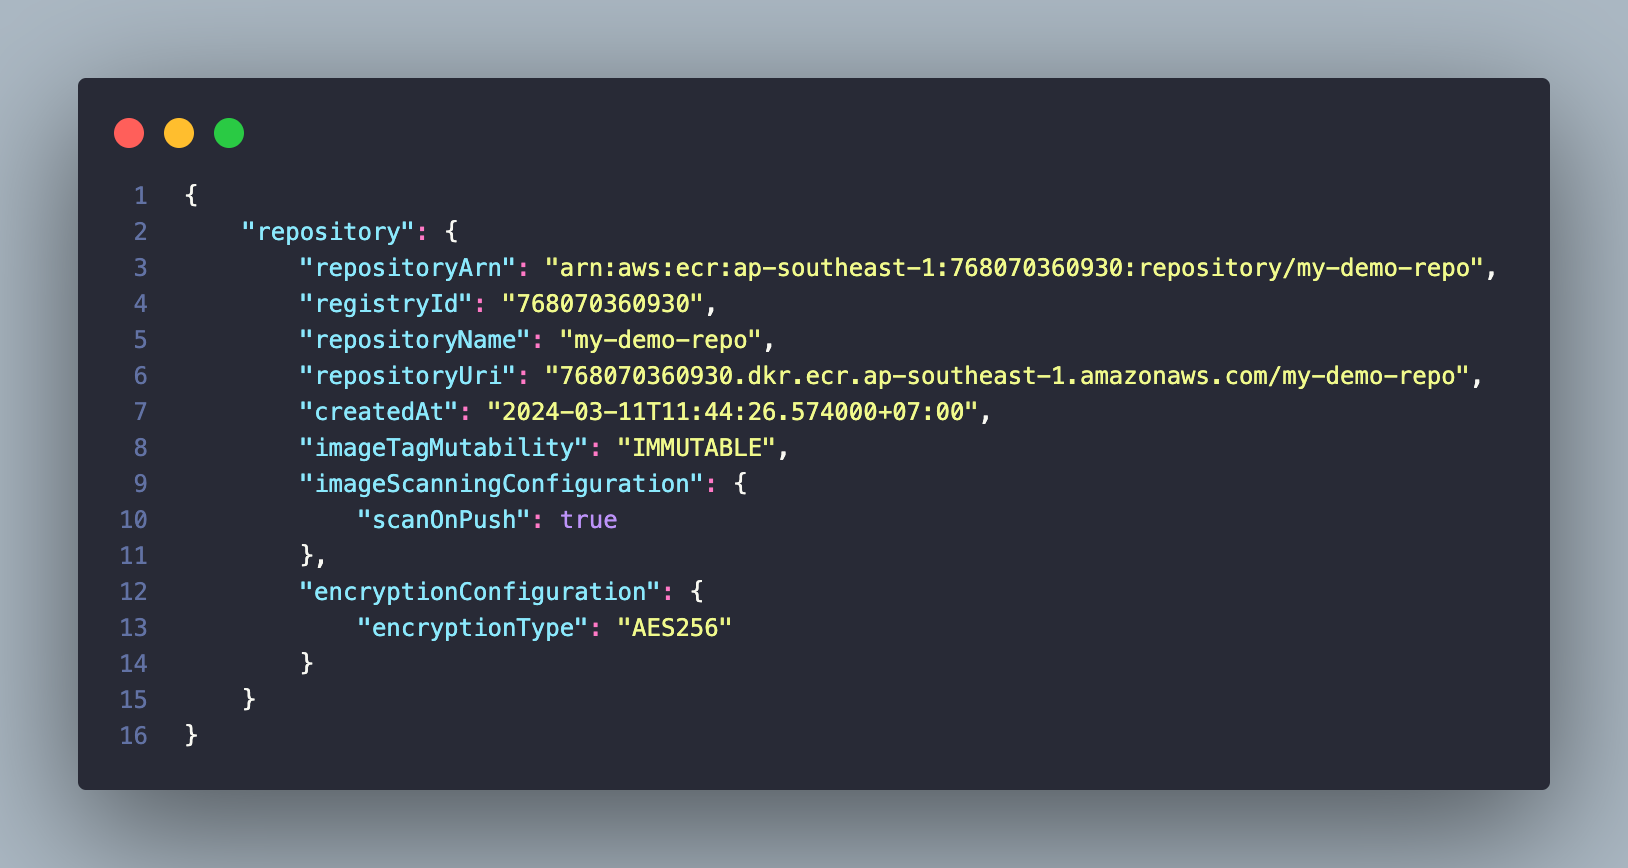 1 {
2     "repository": {
3         "repositoryArn": "arn:aws:ecr:ap-southeast-1:768070360930:repository/my-demo-repo",
4         "registryId": "768070360930",
5         "repositoryName": "my-demo-repo",
6         "repositoryUri": "768070360930.dkr.ecr.ap-southeast-1.amazonaws.com/my-demo-repo",
7         "createdAt": "2024-03-11T11:44:26.574000+07:00",
8         "imageTagMutability": "IMMUTABLE",
9         "imageScanningConfiguration": {
10             "scanOnPush": true
11         },
12         "encryptionConfiguration": {
13             "encryptionType": "AES256"
14         }
15     }
16 }